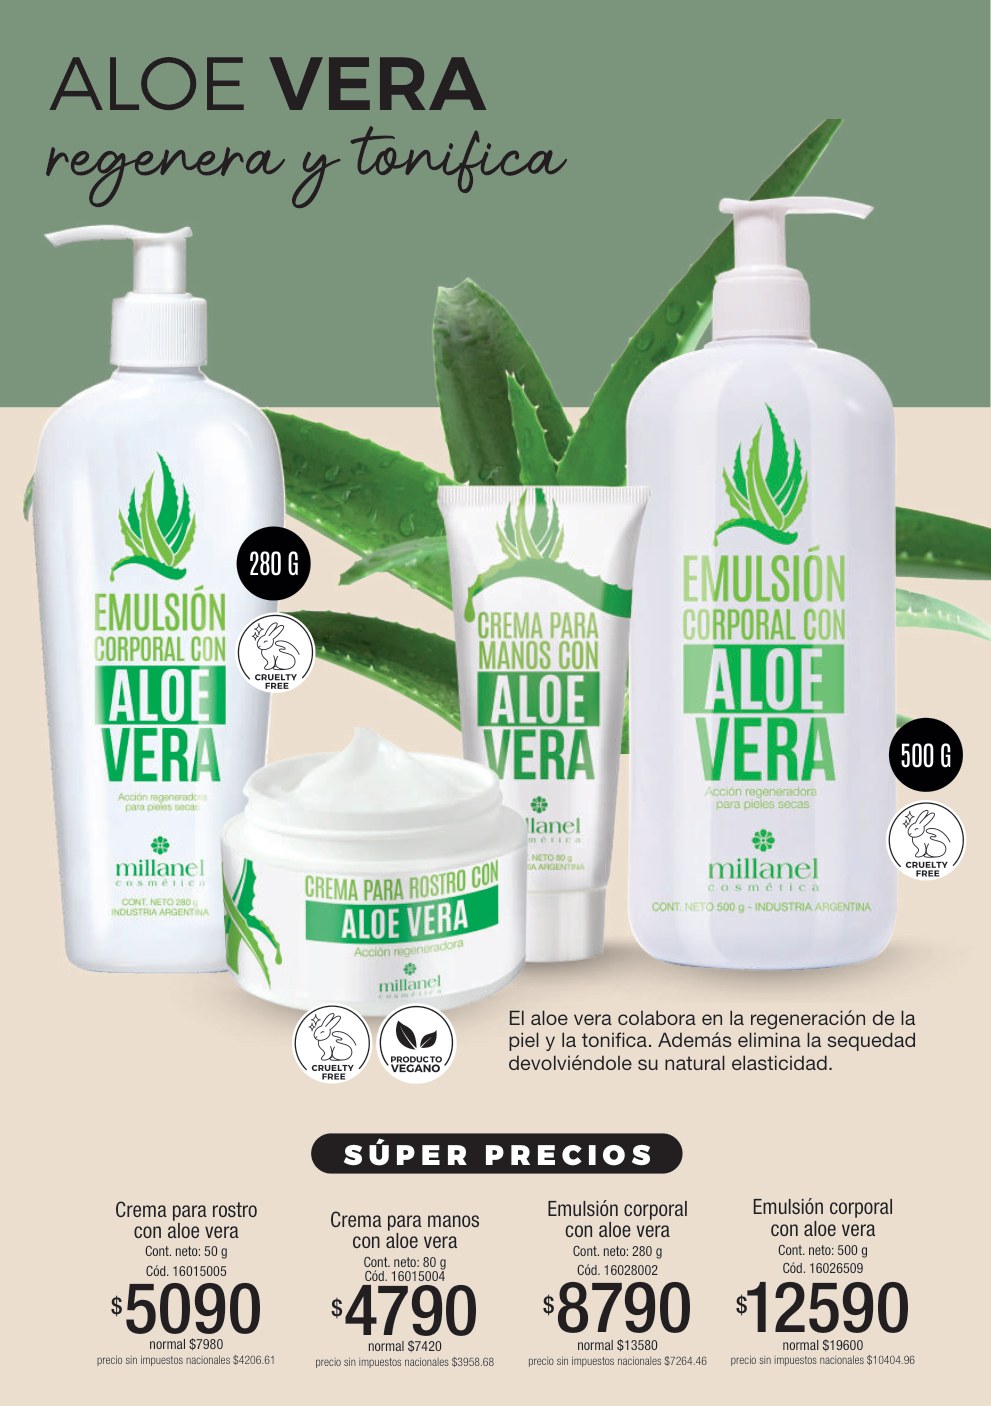 ALOE VERA
regenera y tonifica
EMULSIÓN
CORPORAL CON
ALOE
VERA
Acción regeneradora
para pieles secas
millanel
cosmética
CONT. NETO 280 g
INDUSTRIA ARGENTINA
280 G
CRUELTY
FREE
CREMA PARA
MANOS CON
ALOE
VERA
llanel
mética
. NETO 80 g
IA ARGENTINA
EMULSIÓN
CORPORAL CON
ALOE
VERA
Acción regeneradora
para pieles secas
millanel
cosmética
CONT. NETO 500 g - INDUSTRIA ARGENTINA
500 G
CRUELTY
FREE
CREMA PARA ROSTRO CON
ALOE VERA
Acción regeneradora
millanel
cosmética
CRUELTY
FREE
PRODUCTO
VEGANO
El aloe vera colabora en la regeneración de la
piel y la tonifica. Además elimina la sequedad
devolviéndole su natural elasticidad.
SÚPER PRECIOS
Crema para rostro
con aloe vera
Cont. neto: 50 g
Cód. 16015005
$5090
normal $7980
precio sin impuestos nacionales $4206.61
Crema para manos
con aloe vera
Cont. neto: 80 g
Cód. 16015004
$4790
normal $7420
precio sin impuestos nacionales $3958.68
Emulsión corporal
con aloe vera
Cont. neto: 280 g
Cód. 16028002
$8790
normal $13580
precio sin impuestos nacionales $7264.46
Emulsión corporal
con aloe vera
Cont. neto: 500 g
Cód. 16026509
$12590
normal $19600
precio sin impuestos nacionales $10404.96